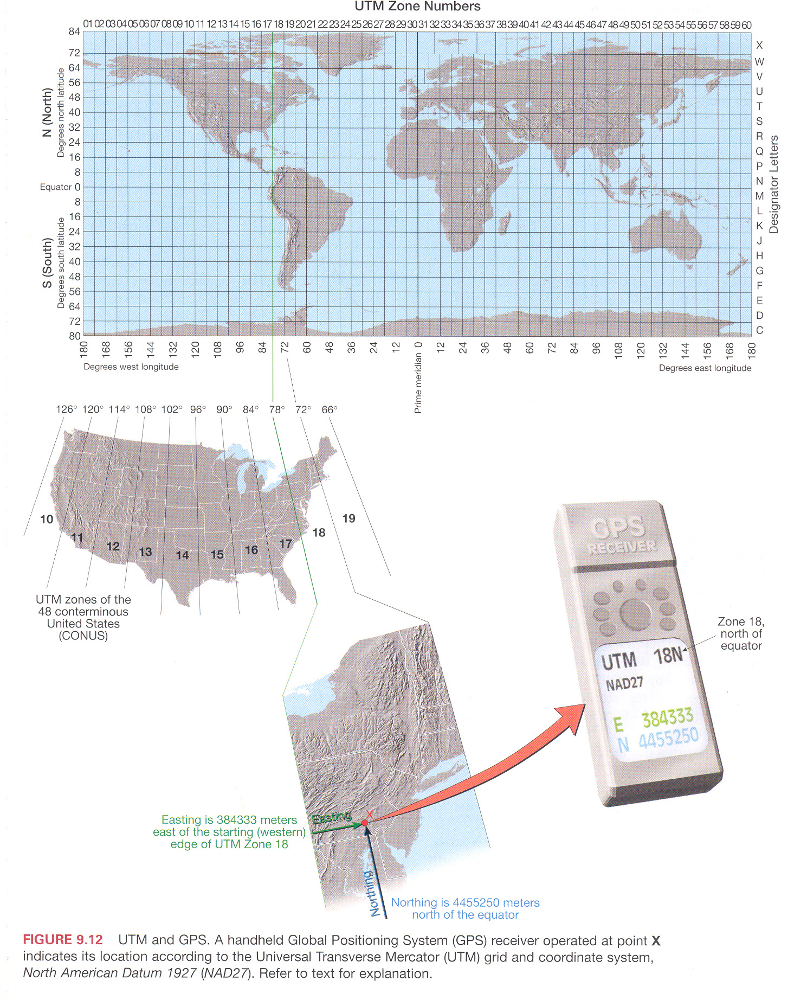 UTM Zone Numbers
01 02 03 04 05 06 07 08 09 10 11 12 13 14 15 16 17 18 19 20 21 22 23 24 25 26 27 28 29 30 31 32 33 34 35 36 37 38 39 40 41 42 43 44 45 46 47 48 49 50 51 52 53 54 55 56 57 58 59 60
84
72
64
56
48
40
32
24
16
8
Equator 0
8
16
24
32
40
48
56
64
72
80
N (North)
Degrees north latitude
S (South)
Degrees south latitude
X
W
V
U
T
S
R
Q
P
N
M
L
K
J
H
G
F
E
D
C
Designator Letters
180 168 156 144 132 120 108 96 84 72 60 48 36 24 12 0 12 24 36 48 60 72 84 96 108 120 132 144 156 168 180
Degrees west longitude
Prime meridian
Degrees east longitude
126° 120° 114° 108° 102° 96° 90° 84° 78° 72° 66°
10
11
12
13
14
15
16
17
18
19
UTM zones of the
48 conterminous
United States
(CONUS)
GPS
RECEIVER
Zone 18,
north of
equator
UTM 18N
NAD27
E 384333
N 4455250
Easting is 384333 meters
east of the starting (western)
edge of UTM Zone 18
Easting
X
Northing
Northing is 4455250 meters
north of the equator
FIGURE 9.12 UTM and GPS. A handheld Global Positioning System (GPS) receiver operated at point X
indicates its location according to the Universal Transverse Mercator (UTM) grid and coordinate system,
North American Datum 1927 (NAD27). Refer to text for explanation.